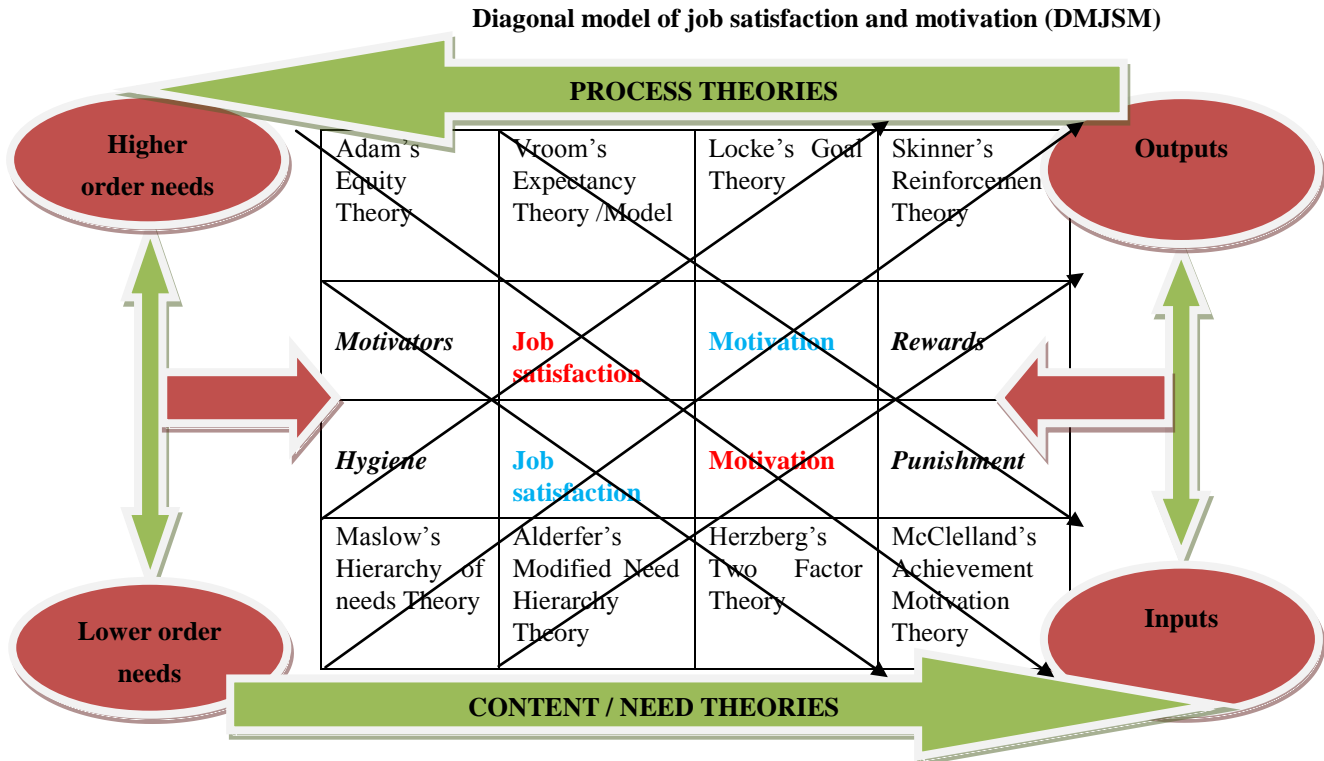 Diagonal model of job satisfaction and motivation (DMJSM)
PROCESS THEORIES
Higher
order needs
Outputs
Adam’s
Equity
Theory
Vroom’s
Expectancy
Theory /Model
Locke’s Goal
Theory
Skinner’s
Reinforcemen
Theory
Motivators
Job
satisfaction
Motivation
Rewards
Hygiene
Job
satisfaction
Motivation
Punishment
Maslow’s
Hierarchy of
needs Theory
Alderfer’s
Modified Need
Hierarchy
Theory
Herzberg’s
Two Factor
Theory
McClelland’s
Achievement
Motivation
Theory
Lower order
needs
Inputs
CONTENT / NEED THEORIES